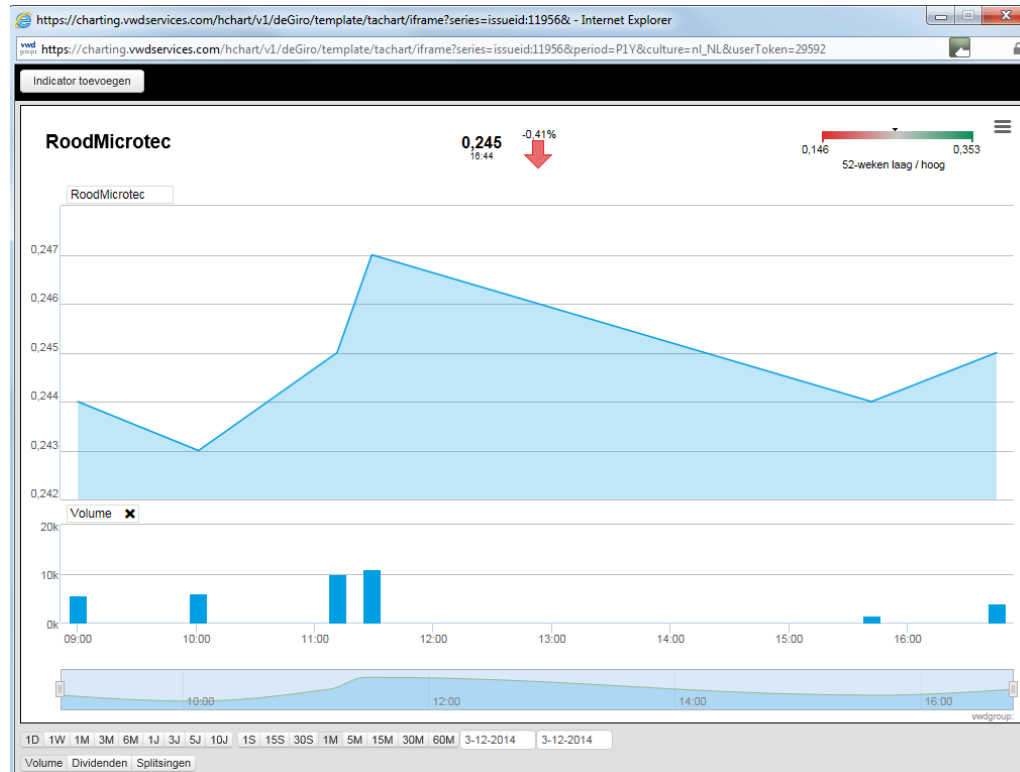 https://charting.vwdservices.com/hchart/v1/deGiro/template/tachart/iframe?series=issueid:11956& - Internet Explorer
vwd group https://charting.vwdservices.com/hchart/v1/deGiro/template/tachart/iframe?series=issueid:11956&period=P1Y&culture=nl_NL&userToken=29592
Indicator toevoegen
RoodMicrotec
0,245
16:44
-0,41%
0,146 0,353
52-weken laag / hoog
RoodMicrotec
0,247
0,246
0,245
0,244
0,243
0,242
Volume
20k
10k
0k
09:00 10:00 11:00 12:00 13:00 14:00 15:00 16:00
10:00 12:00 14:00 16:00
vwdgroup:
1D 1W 1M 3M 6M 1J 3J 5J 10J 1S 15S 30S 1M 5M 15M 30M 60M 3-12-2014 3-12-2014
Volume Dividenden Splitsingen